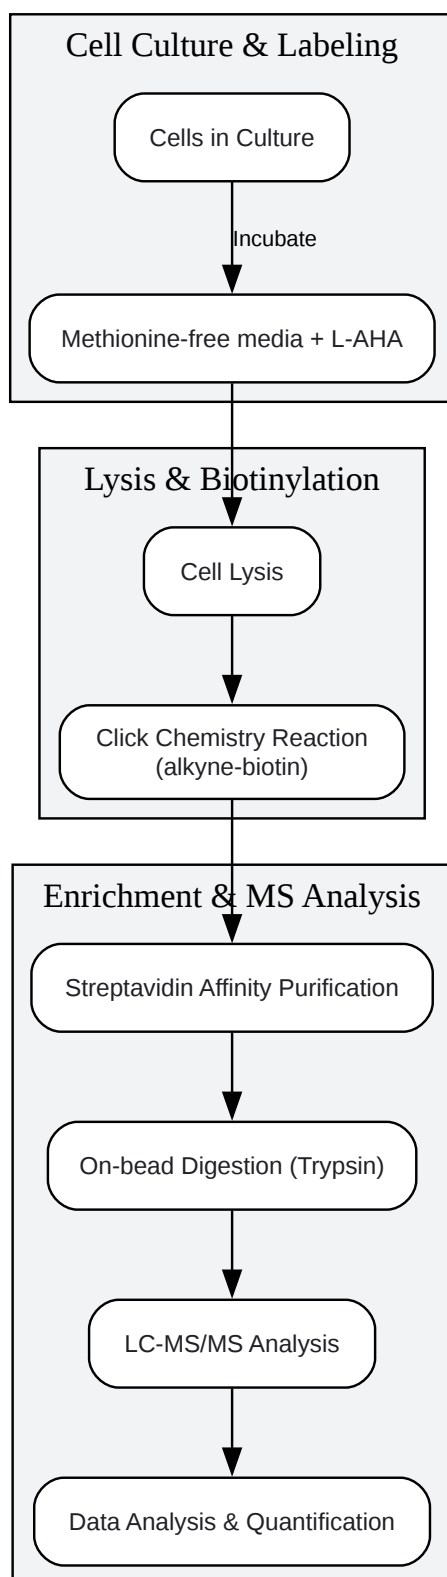 Cell Culture & Labeling
Cells in Culture
Incubate
Methionine-free media + L-AHA
Lysis & Biotinylation
Cell Lysis
Click Chemistry Reaction
(alkyne-biotin)
Enrichment & MS Analysis
Streptavidin Affinity Purification
On-bead Digestion (Trypsin)
LC-MS/MS Analysis
Data Analysis & Quantification